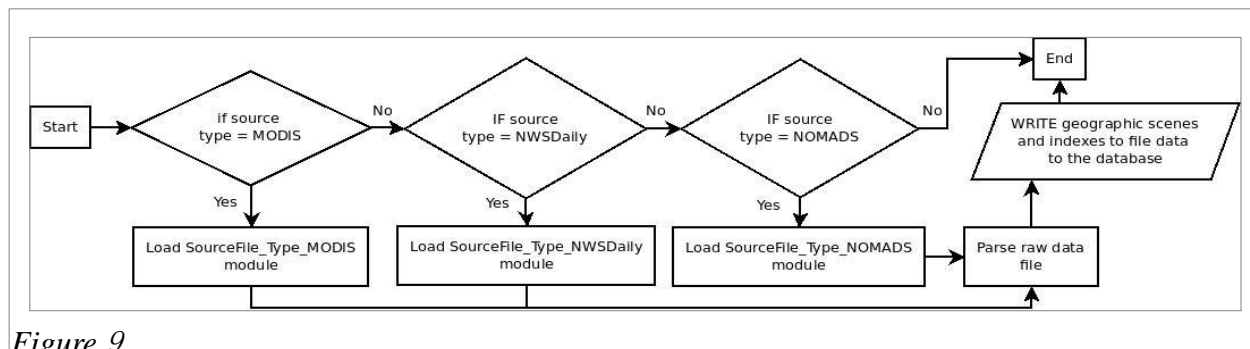 Start
if source
type = MODIS
No
IF source
type = NWSDaily
No
IF source
type = NOMADS
No
End
WRITE geographic scenes
and indexes to file data
to the database
Yes
Load SourceFile_Type_MODIS
module
Yes
Load SourceFile_Type_NWSDaily
module
Yes
Load SourceFile_Type_NOMADS
module
Parse raw data
file
Figure 9